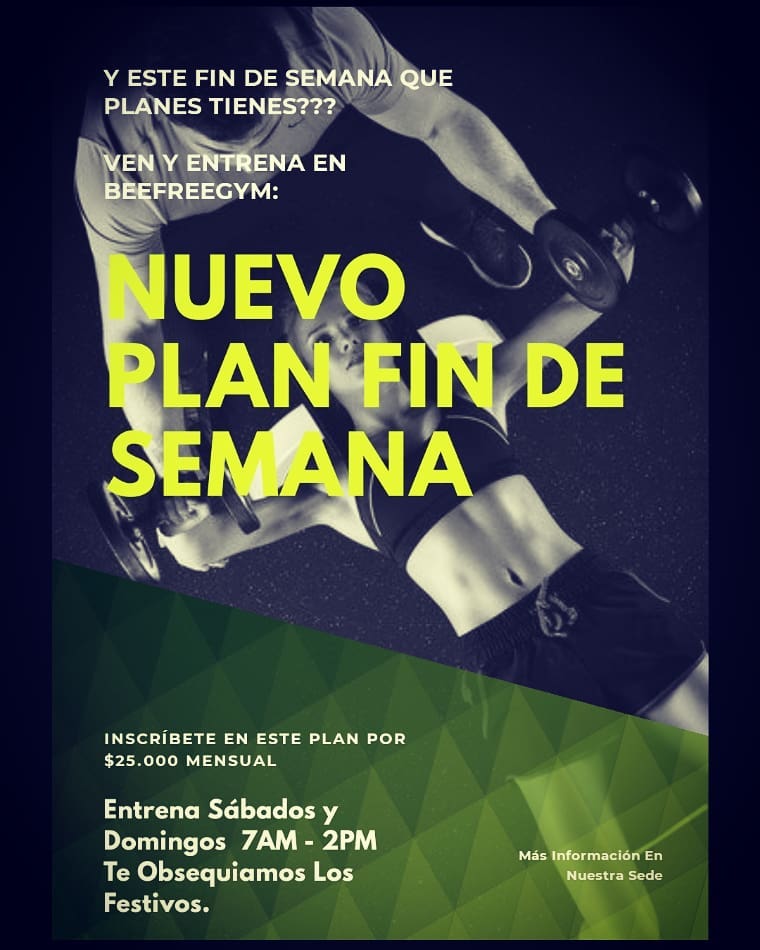 Y ESTE FIN DE SEMANA QUE
PLANES TIENES???
VEN Y ENTRENA EN
BEEFREEGYM:
NUEVO
PLAN FIN DE
SEMANA
INSCRÍBETE EN ESTE PLAN POR
$25.000 MENSUAL
Entrena Sábados y
Domingos 7AM - 2PM
Te Obsequiamos Los
Festivos.
Más Información En
Nuestra Sede